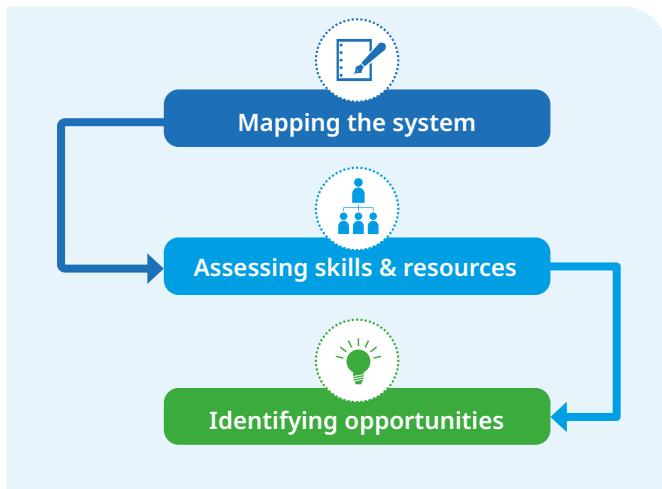 Mapping the system
Assessing skills & resources
Identifying opportunities